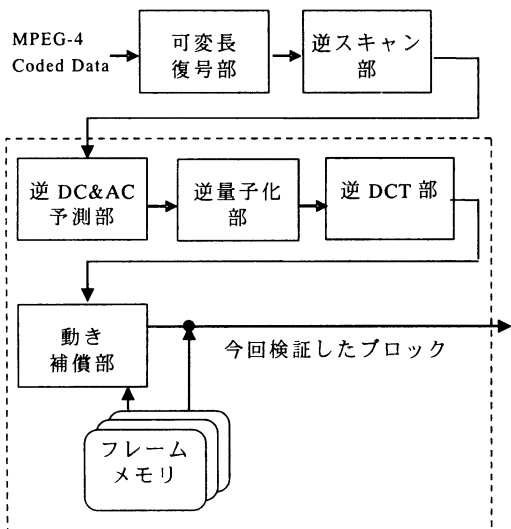 MPEG-4
Coded Data
可変長
復号部
逆スキャン
部
逆 DC&AC
予測部
逆量子化
部
逆 DCT 部
動き
補償部
今回検証したブロック
フレーム
メモリ